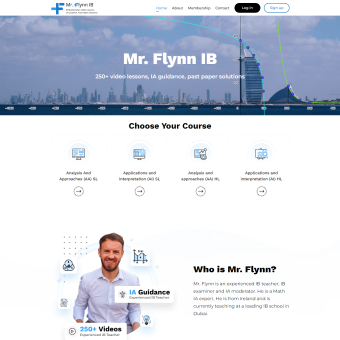 Mr. Flynn IB
Home
About
Membership
Contact
Log In
Sign up
Mr. Flynn IB
250+ video lessons, IA guidance, past paper solutions
Choose Your Course
Analysis and
Approaches (AA) SL
Applications and
Interpretation (AI) SL
Analysis and
approaches (AA) HL
Applications and
Interpretation (AI) HL
IA Guidance
Experienced IB Teacher
250+ Videos
Experienced IB Teacher
Who is Mr. Flynn?
Mr. Flynn is an experienced IB teacher, IB
examiner and IA moderator. He is a Math
IA expert. He is from Ireland and is
currently teaching at a leading IB school in
Dubai.